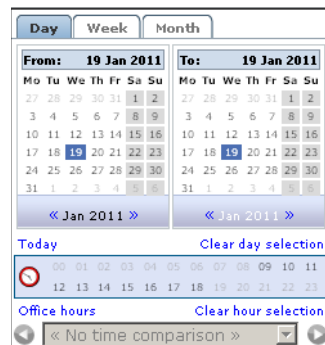 Day Week Month
From: 19 Jan 2011 To: 19 Jan 2011
Mo Tu We Th Fr Sa Su Mo Tu We Th Fr Sa Su
27 28 29 30 31 1 2 27 28 29 30 31 1 2
3 4 5 6 7 8 9 3 4 5 6 7 8 9
10 11 12 13 14 15 16 10 11 12 13 14 15 16
17 18 19 20 21 22 23 17 18 19 20 21 22 23
24 25 26 27 28 29 30 24 25 26 27 28 29 30
31 1 2 3 4 5 6 31 1 2 3 4 5 6
« Jan 2011 » « Jan 2011 »
Today Clear day selection
00 01 02 03 04 05 06 07 08 09 10 11
12 13 14 15 16 17 18 19 20 21 22 23
Office hours Clear hour selection
« No time comparison »